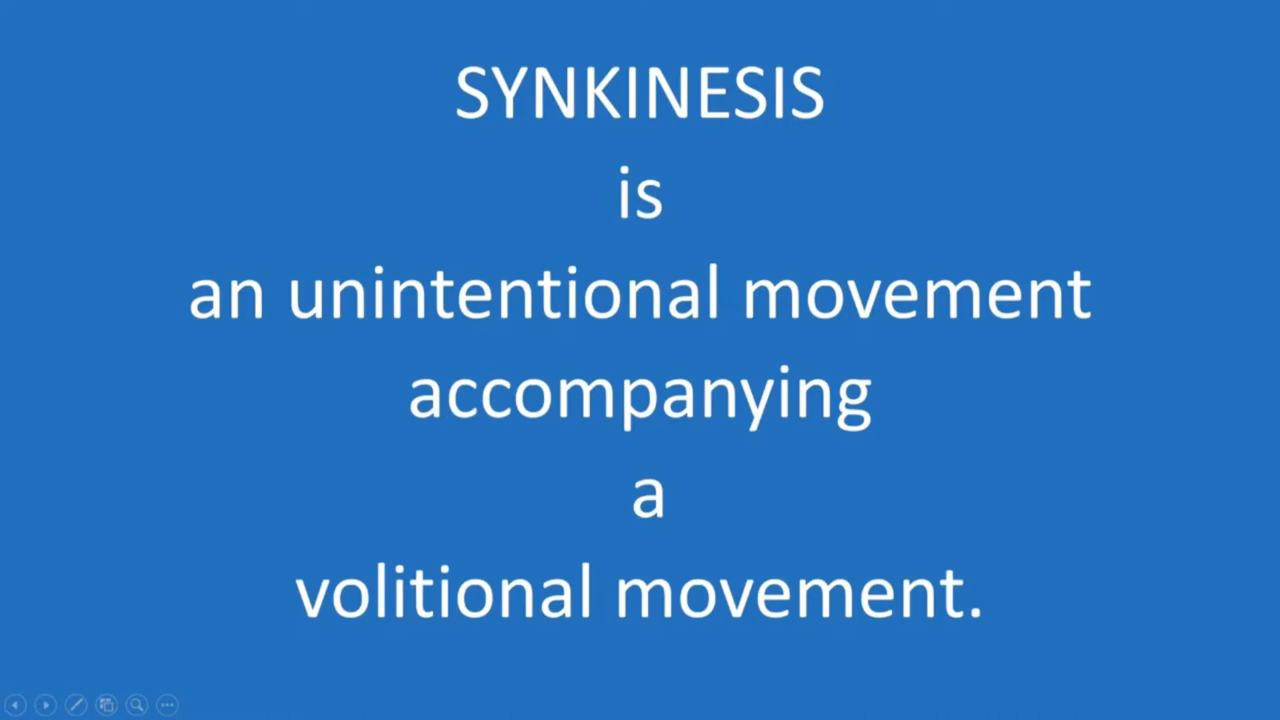 SYNKINESIS
is
an unintentional movement
accompanying
a
volitional movement.